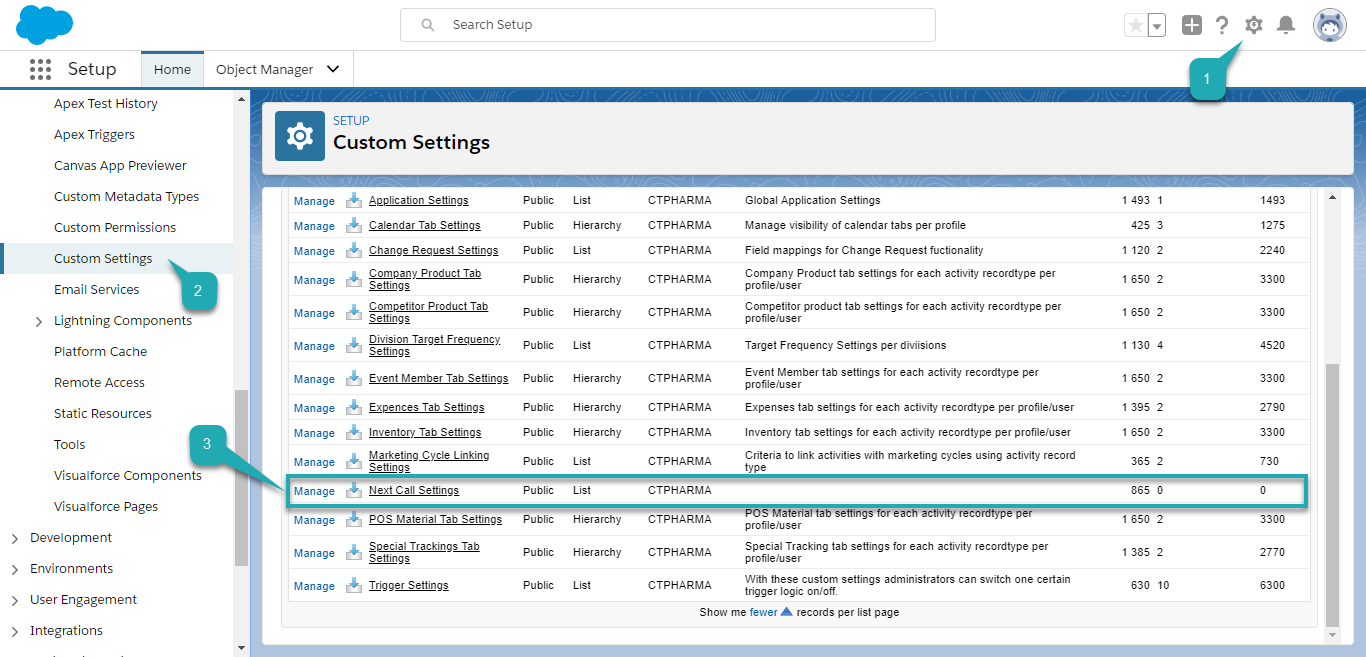 Search Setup
1
Setup
Home
Object Manager
Apex Test History
Apex Triggers
Canvas App Previewer
Custom Metadata Types
Custom Permissions
Custom Settings
2
Email Services
Lightning Components
Platform Cache
Remote Access
Static Resources
Tools
3
Visualforce Components
Visualforce Pages
Development
Environments
User Engagement
Integrations
SETUP
Custom Settings
Manage Application Settings Public List CTPHARMA Global Application Settings 1 493 1 1493
Manage Calendar Tab Settings Public Hierarchy CTPHARMA Manage visibility of calendar tabs per profile 425 3 1275
Manage Change Request Settings Public List CTPHARMA Field mappings for Change Request fuctionality 1 120 2 2240
Manage Company Product Tab Settings Public Hierarchy CTPHARMA Company Product tab settings for each activity recordtype per profile/user 1 650 2 3300
Manage Competitor Product Tab Settings Public Hierarchy CTPHARMA Competitor product tab settings for each activity recordtype per profile/user 1 650 2 3300
Manage Division Target Frequency Settings Public List CTPHARMA Target Frequency Settings per diviisions 1 130 4 4520
Manage Event Member Tab Settings Public Hierarchy CTPHARMA Event Member tab settings for each activity recordtype per profile/user 1 650 2 3300
Manage Expences Tab Settings Public Hierarchy CTPHARMA Expenses tab settings for each activity recordtype per profile/user 1 395 2 2790
Manage Inventory Tab Settings Public Hierarchy CTPHARMA Inventory tab settings for each activity recordtype per profile/user 1 650 2 3300
Manage Marketing Cycle Linking Settings Public List CTPHARMA Criteria to link activities with marketing cycles using activity record type 365 2 730
Manage Next Call Settings Public List CTPHARMA 865 0 0
Manage POS Material Tab Settings Public Hierarchy CTPHARMA POS Material tab settings for each activity recordtype per profile/user 1 650 2 3300
Manage Special Trackings Tab Settings Public Hierarchy CTPHARMA Special Tracking tab settings for each activity recordtype per profile/user 1 385 2 2770
Manage Trigger Settings Public List CTPHARMA With these custom settings administrators can switch one certain trigger logic on/off. 630 10 6300
Show me fewer records per list page